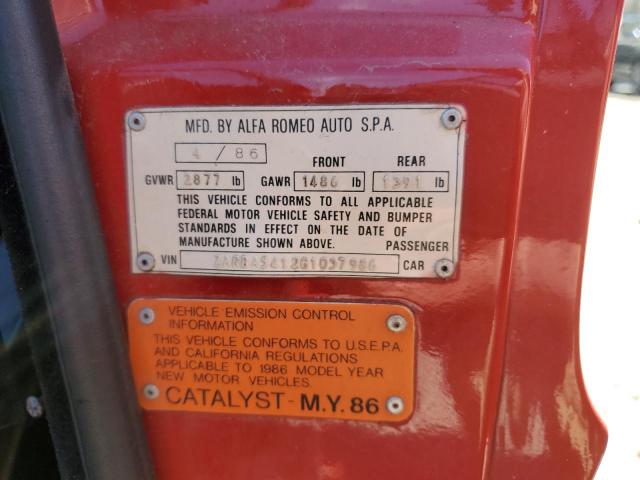 MFD. BY ALFA ROMEO AUTO S.P.A.
4 / 86
FRONT REAR
GVWR 2877 lb GAWR 1486 lb 1391 lb
THIS VEHICLE CONFORMS TO ALL APPLICABLE
FEDERAL MOTOR VEHICLE SAFETY AND BUMPER
STANDARDS IN EFFECT ON THE DATE OF
MANUFACTURE SHOWN ABOVE. PASSENGER
VIN CAR
VEHICLE EMISSION CONTROL
INFORMATION
THIS VEHICLE CONFORMS TO U.S.E.P.A.
AND CALIFORNIA REGULATIONS
APPLICABLE TO 1986 MODEL YEAR
NEW MOTOR VEHICLES.
CATALYST - M.Y. 86